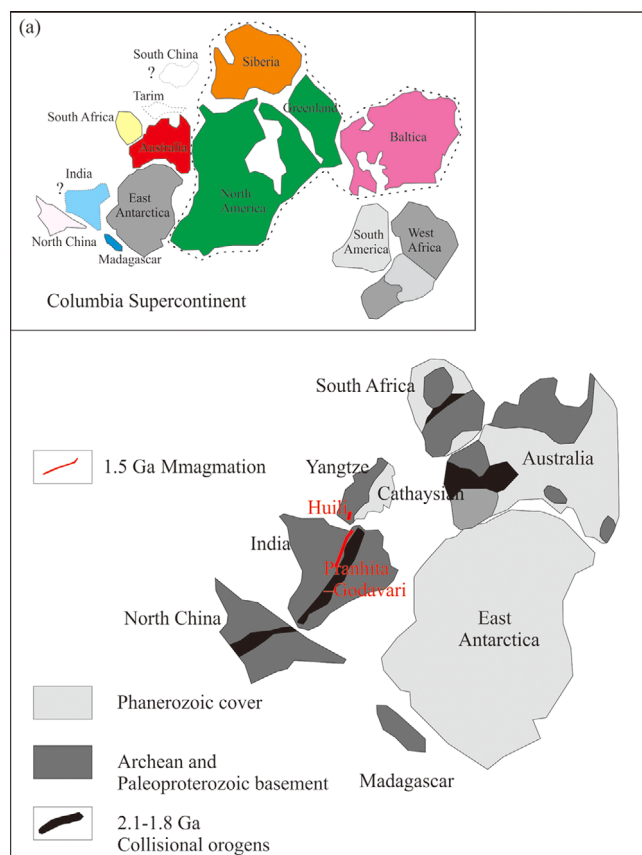 (a)
South China
?
Siberia
Tarim
Greenland
South Africa
Australia
Baltica
India
?
East
Antarctica
North
America
South
America
West
Africa
North China
Madagascar
Columbia Supercontinent
South Africa
1.5 Ga Mmagmation
Yangtze
Australia
Cathaysian
Huili
India
Pranhita
–Godavari
North China
East
Antarctica
Phanerozoic cover
Archean and
Paleoproterozoic basement
Madagascar
2.1-1.8 Ga
Collisional orogens